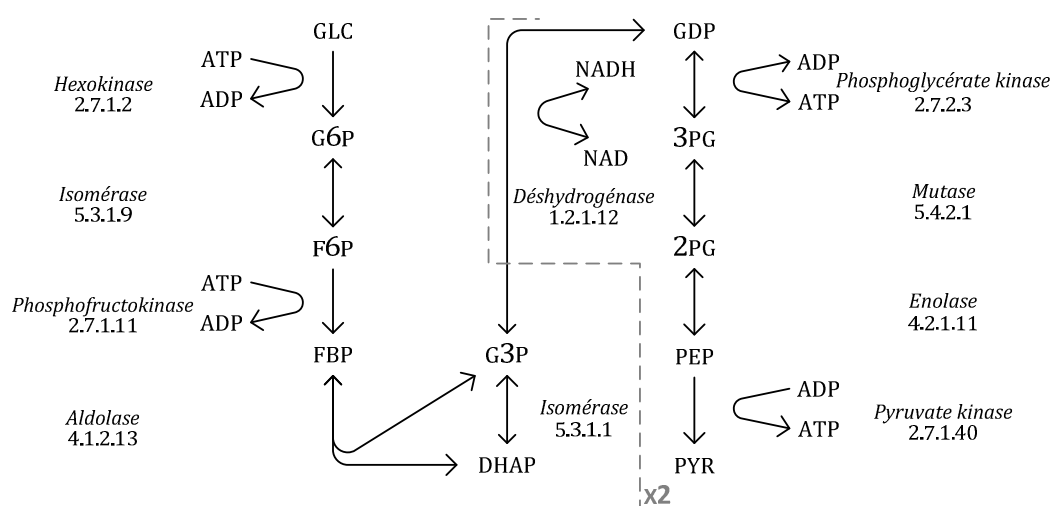 GLC
ATP
Hexokinase
2.7.1.2
ADP
G6P
Isomérase
5.3.1.9
F6P
ATP
Phosphofructokinase
2.7.1.11
ADP
FBP
Aldolase
4.1.2.13
G3P
Isomérase
5.3.1.1
DHAP
x2
NADH
NAD
Déshydrogénase
1.2.1.12
GDP
ADP
Phosphoglycérate kinase
2.7.2.3
ATP
3PG
Mutase
5.4.2.1
2PG
Enolase
4.2.1.11
PEP
ADP
Pyruvate kinase
2.7.1.40
ATP
PYR